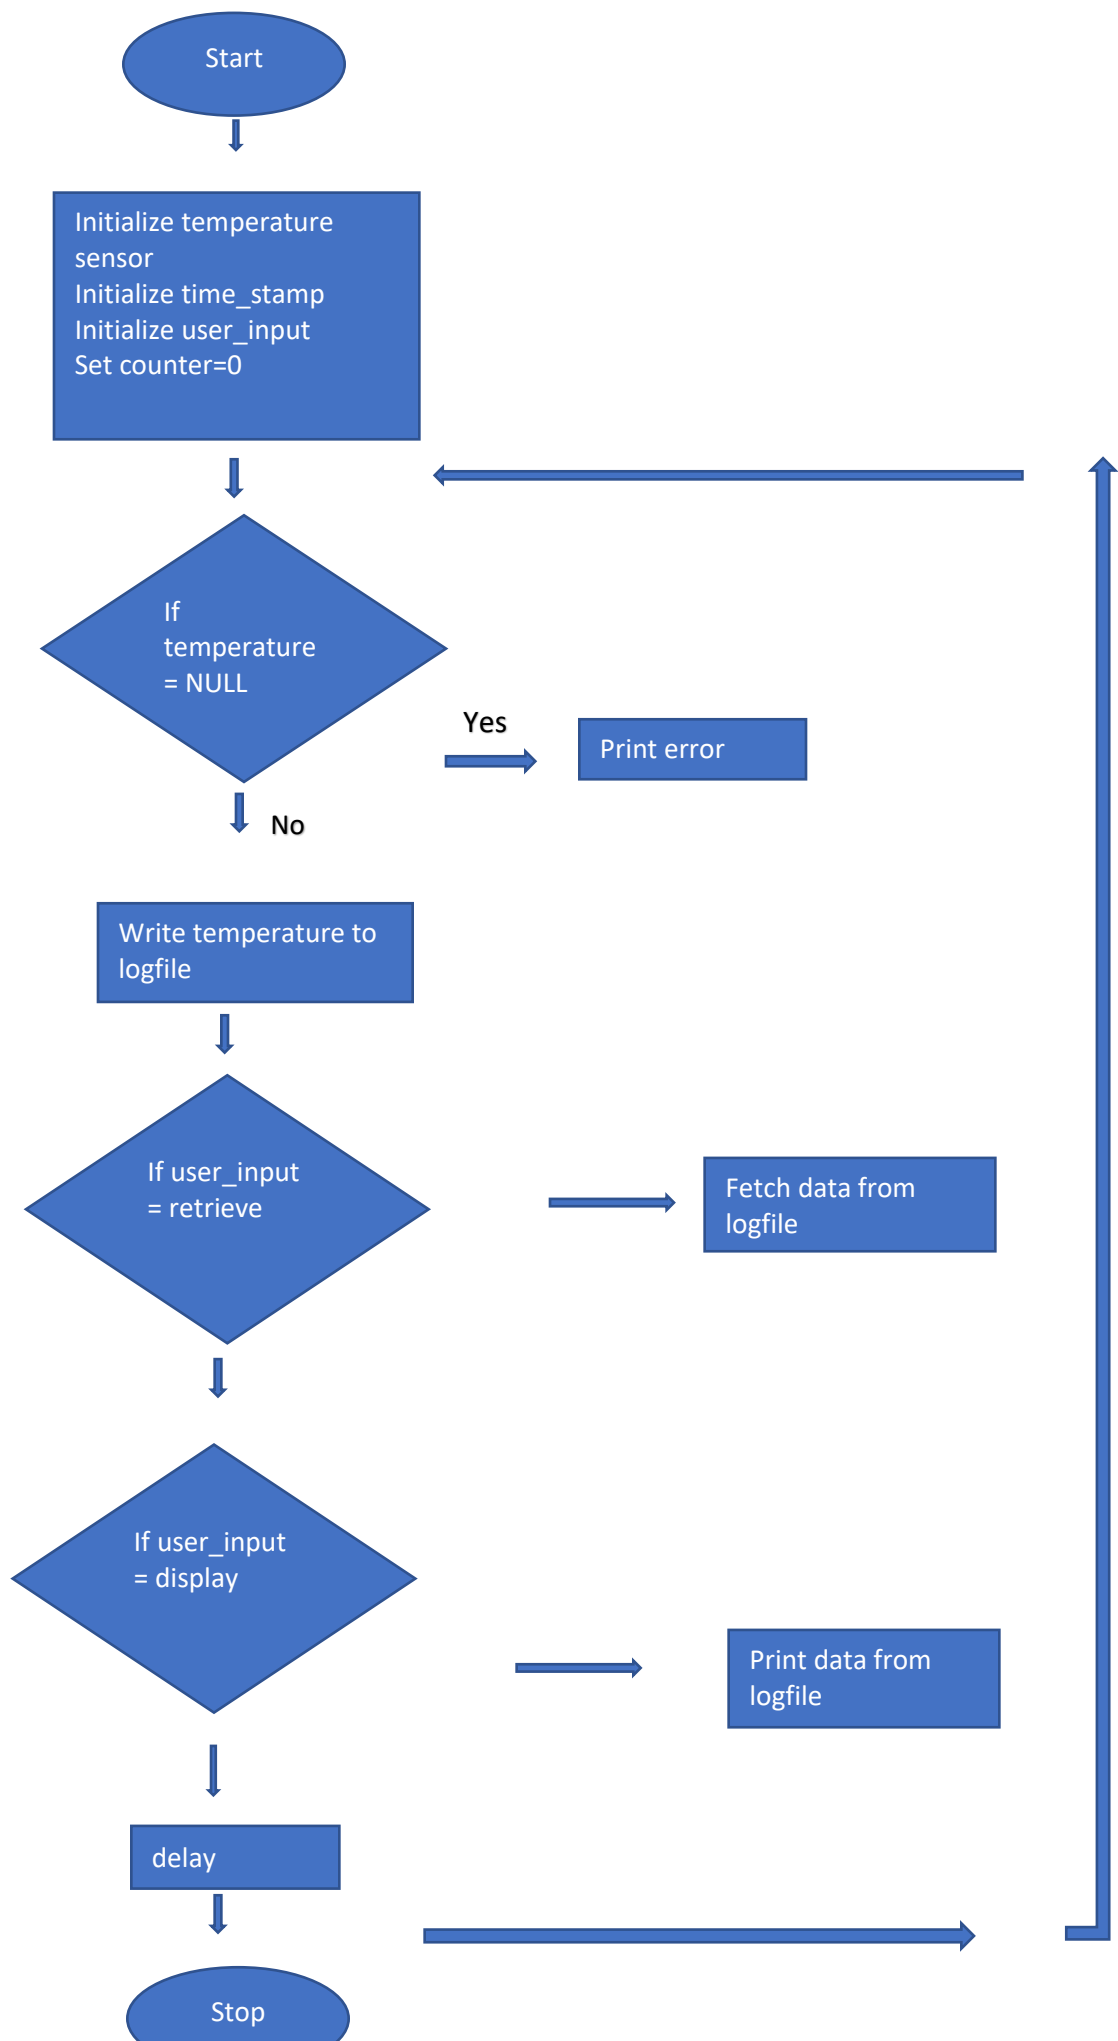 Start
Initialize temperature
sensor
Initialize time_stamp
Initialize user_input
Set counter=0
If
temperature
= NULL
Yes
Print error
No
Write temperature to
logfile
If user_input
= retrieve
Fetch data from
logfile
If user_input
= display
Print data from
logfile
delay
Stop